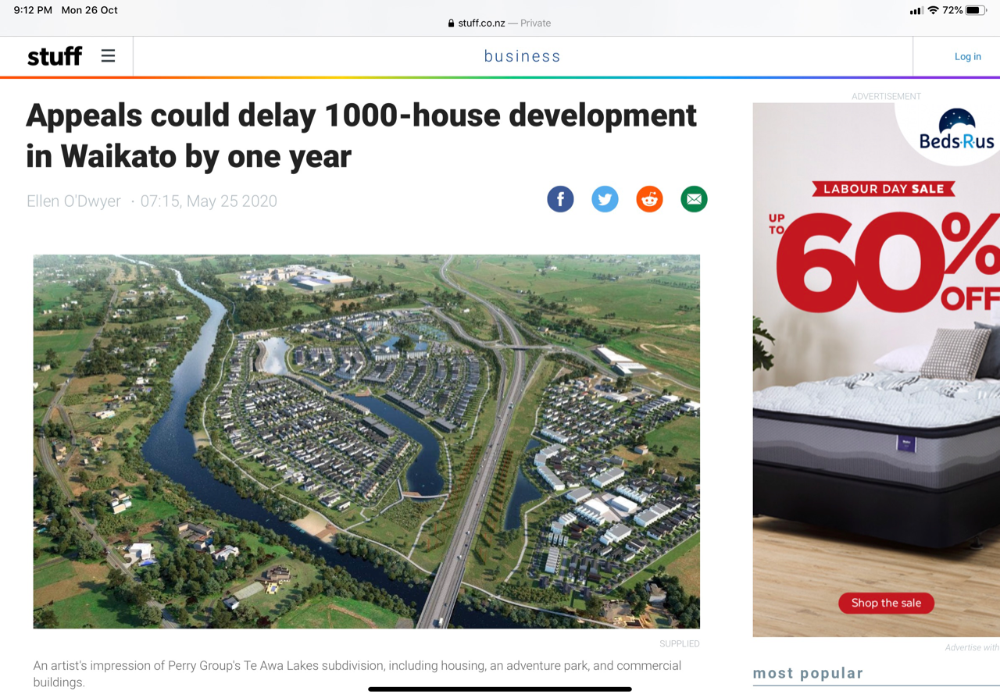 9:12 PM Mon 26 Oct
72%
stuff.co.nz — Private
stuff
business
Log in
Appeals could delay 1000-house development
in Waikato by one year
Ellen O'Dwyer · 07:15, May 25 2020
SUPPLIED
An artist's impression of Perry Group's Te Awa Lakes subdivision, including housing, an adventure park, and commercial
buildings.
ADVERTISEMENT
Beds R us
LABOUR DAY SALE
UP
TO
60%
OFF
Shop the sale
Advertise with
most popular